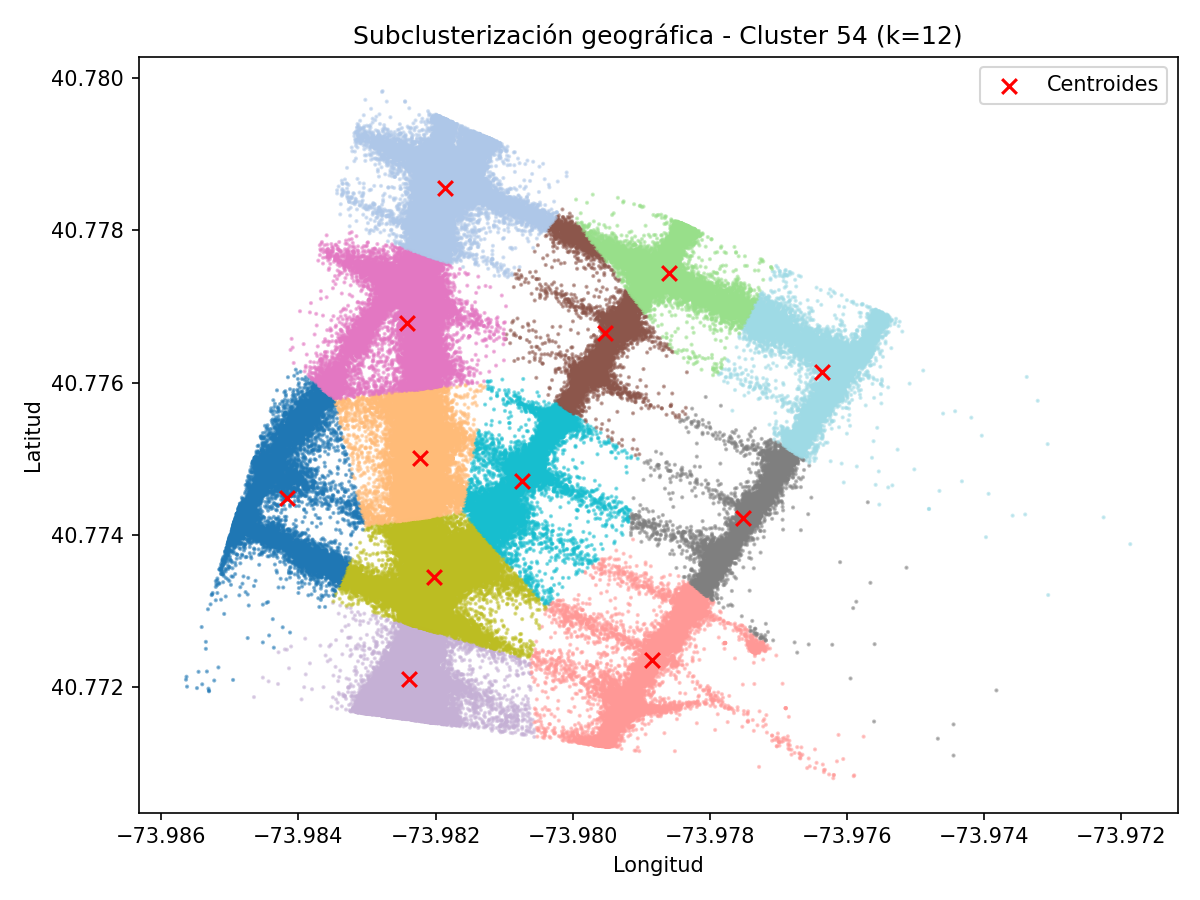 Subclusterización geográfica - Cluster 54 (k=12)
Centroides
40.780
40.778
40.776
40.774
40.772
Latitud
−73.986 −73.984 −73.982 −73.980 −73.978 −73.976 −73.974 −73.972
Longitud